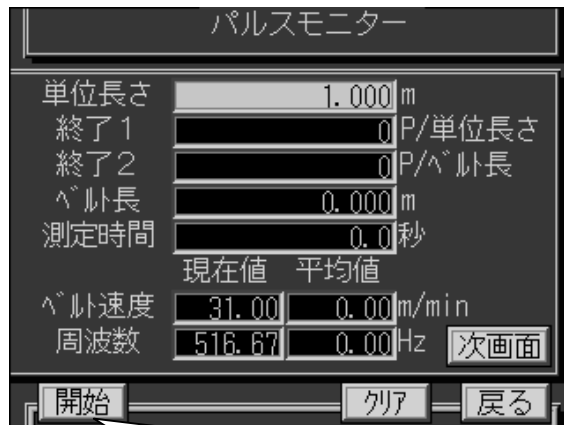 パルスモニター
単位長さ 1.000 m
終了1 0 P/単位長さ
終了2 0 P/ﾍﾞﾙﾄ長
ﾍﾞﾙﾄ長 0.000 m
測定時間 0.0 秒
現在値 平均値
ﾍﾞﾙﾄ速度 31.00 0.00 m/min
周波数 516.67 0.00 Hz 次画面
開始 ｸﾘｱ 戻る